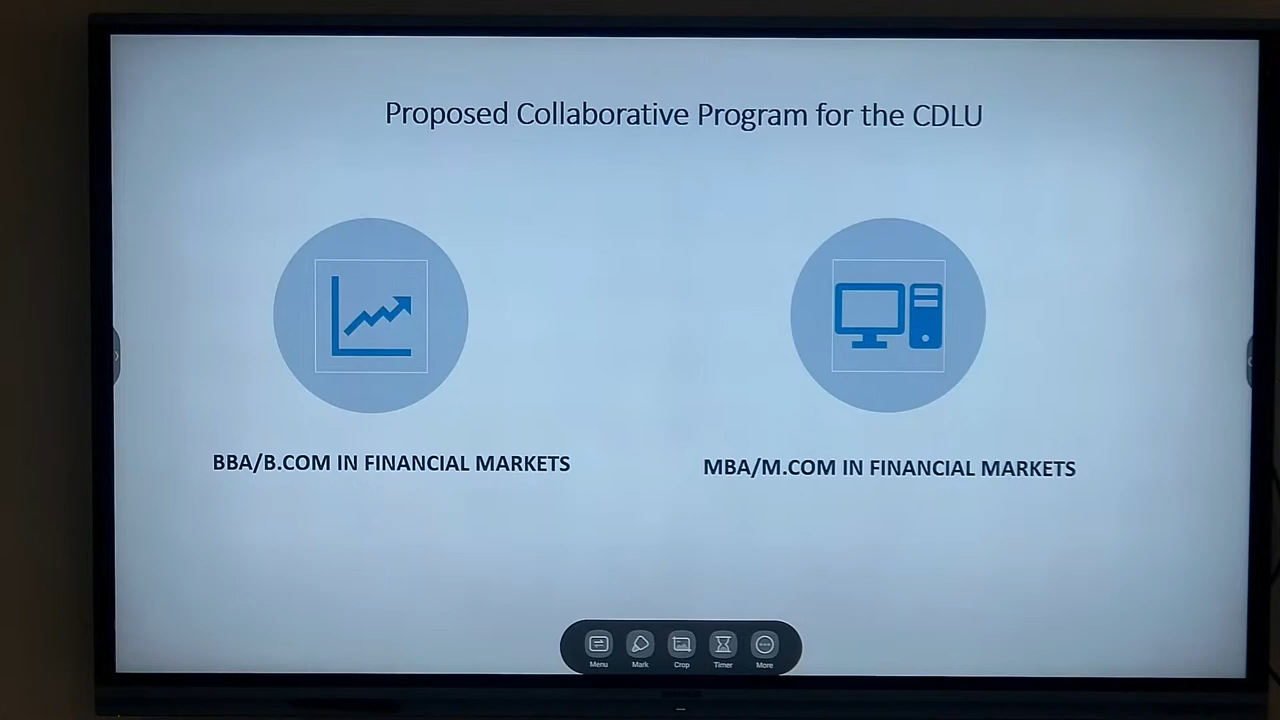 Proposed Collaborative Program for the CDLU
BBA/B.COM IN FINANCIAL MARKETS
MBA/M.COM IN FINANCIAL MARKETS
Menu
Mark
Crop
Timer
More